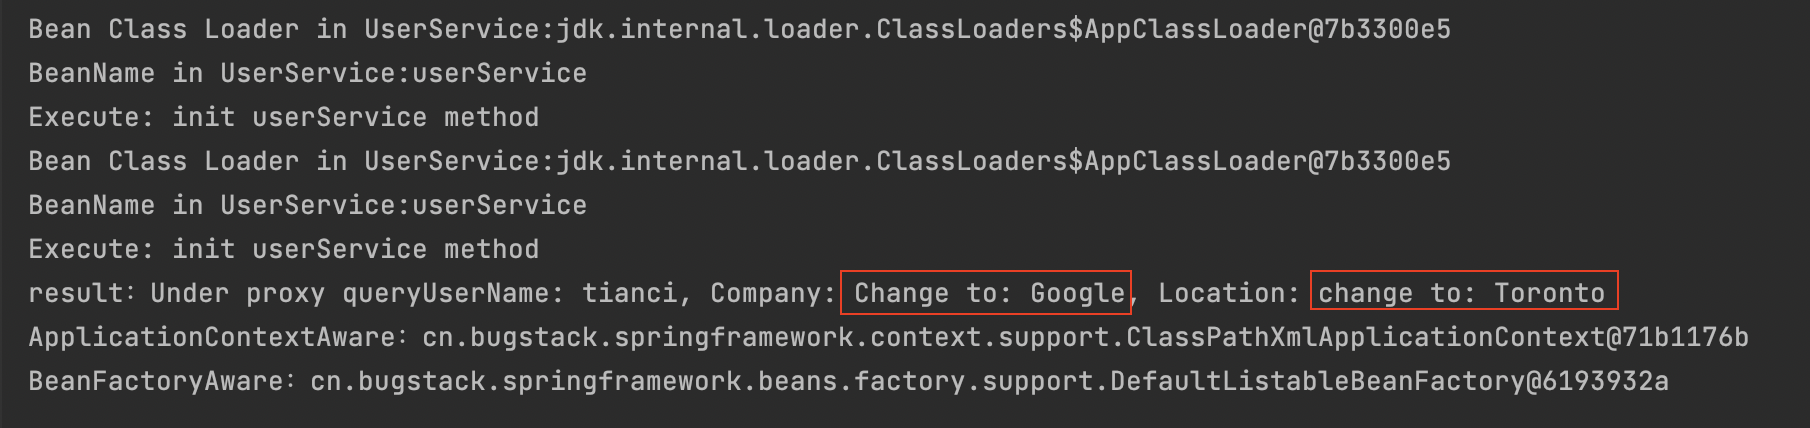 Bean Class Loader in UserService:jdk.internal.loader.ClassLoaders$AppClassLoader@7b3300e5
BeanName in UserService:userService
Execute: init userService method
Bean Class Loader in UserService:jdk.internal.loader.ClassLoaders$AppClassLoader@7b3300e5
BeanName in UserService:userService
Execute: init userService method
result：Under proxy queryUserName: tianci, Company: Change to: Google, Location: change to: Toronto
ApplicationContextAware：cn.bugstack.springframework.context.support.ClassPathXmlApplicationContext@71b1176b
BeanFactoryAware：cn.bugstack.springframework.beans.factory.support.DefaultListableBeanFactory@6193932a